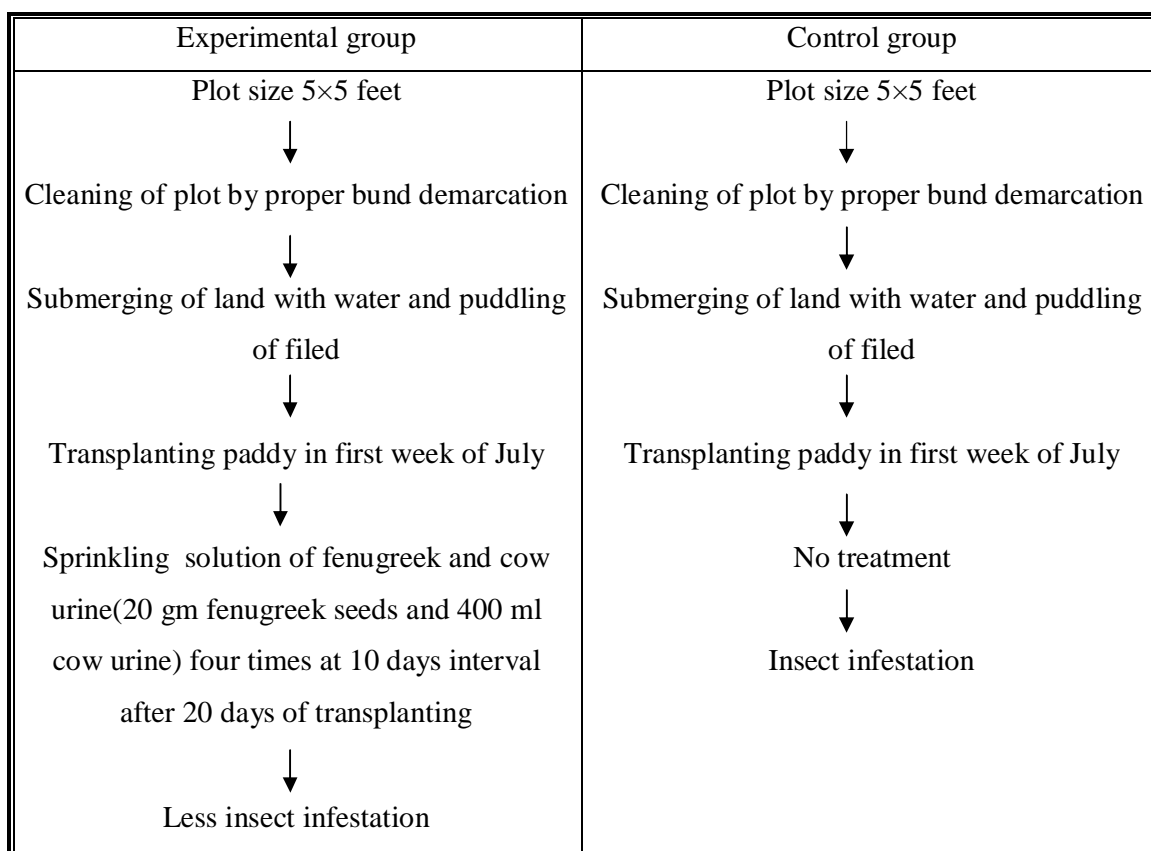 Experimental group
Plot size 5×5 feet
Cleaning of plot by proper bund demarcation
Submerging of land with water and puddling
of filed
Transplanting paddy in first week of July
Sprinkling solution of fenugreek and cow
urine(20 gm fenugreek seeds and 400 ml
cow urine) four times at 10 days interval
after 20 days of transplanting
Less insect infestation
Control group
Plot size 5×5 feet
Cleaning of plot by proper bund demarcation
Submerging of land with water and puddling
of filed
Transplanting paddy in first week of July
No treatment
Insect infestation